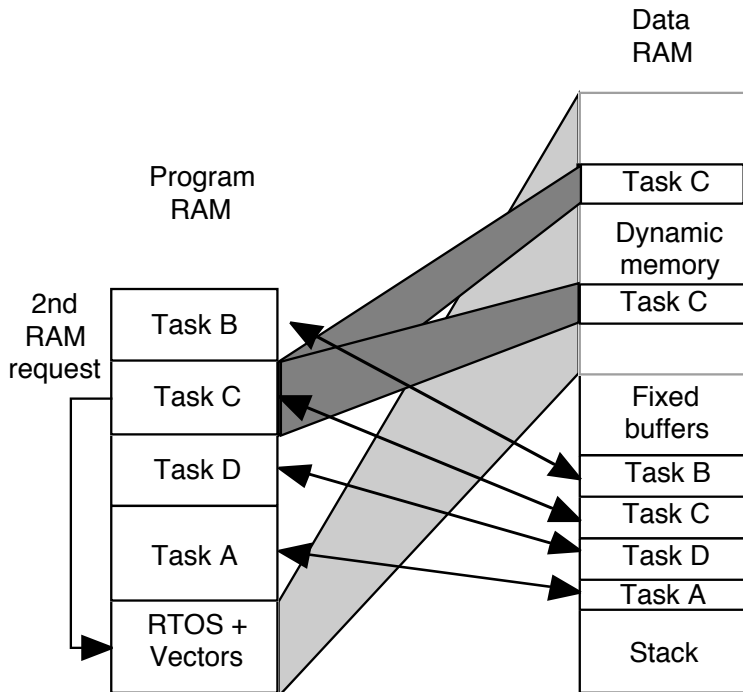 Data
RAM
Program
RAM
2nd
RAM
request
Task B
Task C
Task D
Task A
RTOS +
Vectors
Task C
Dynamic
memory
Task C
Fixed
buffers
Task B
Task C
Task D
Task A
Stack